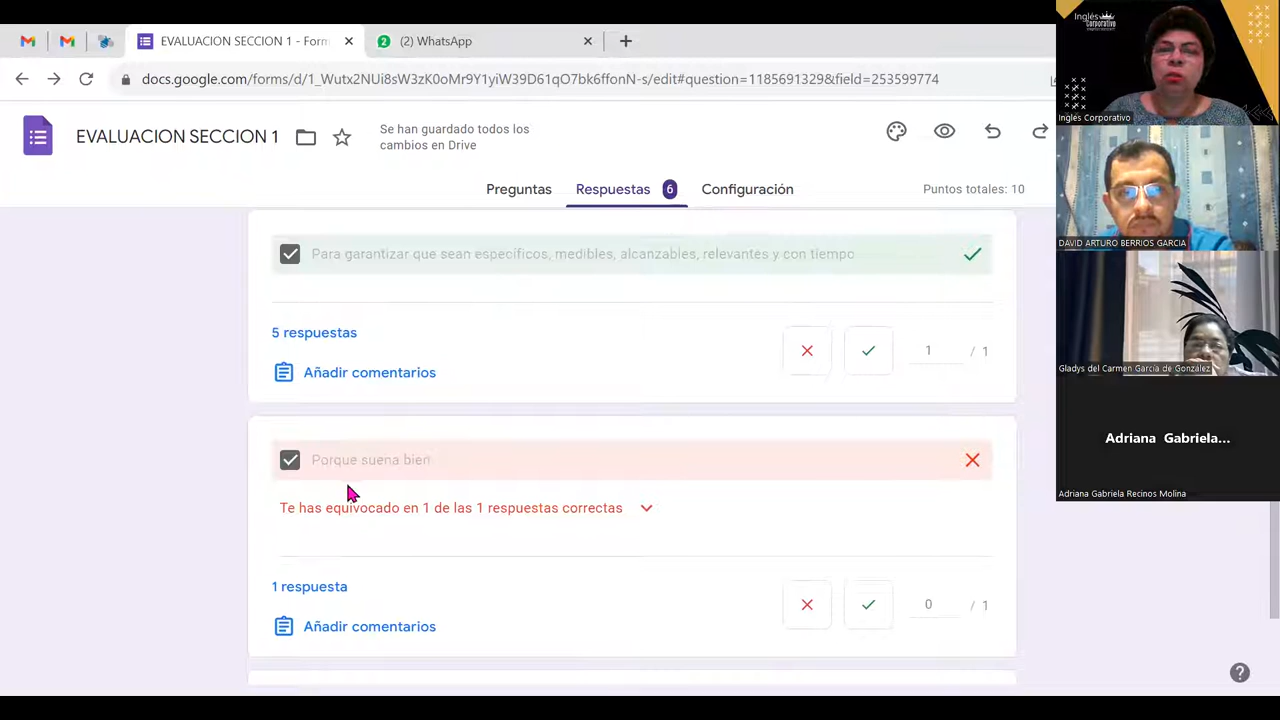 EVALUACION SECCION 1 - Form
(2) WhatsApp
docs.google.com/forms/d/1_Wutx2NUi8sW3zK0oMr9Y1yiW39D61qO7bk6ffonN-s/edit#question=1185691329&field=253599774
EVALUACION SECCION 1
Se han guardado todos los
cambios en Drive
Preguntas
Respuestas
6
Configuración
Puntos totales: 10
Para garantizar que sean específicos, medibles, alcanzables, relevantes y con tiempo
5 respuestas
1
/ 1
Añadir comentarios
Porque suena bien
Te has equivocado en 1 de las 1 respuestas correctas
1 respuesta
0
/ 1
Añadir comentarios
Inglés
Corporativo
Inglés Corporativo
DAVID ARTURO BERRIOS GARCIA
Gladys del Carmen García de González
Adriana Gabriela...
Adriana Gabriela Recinos Molina